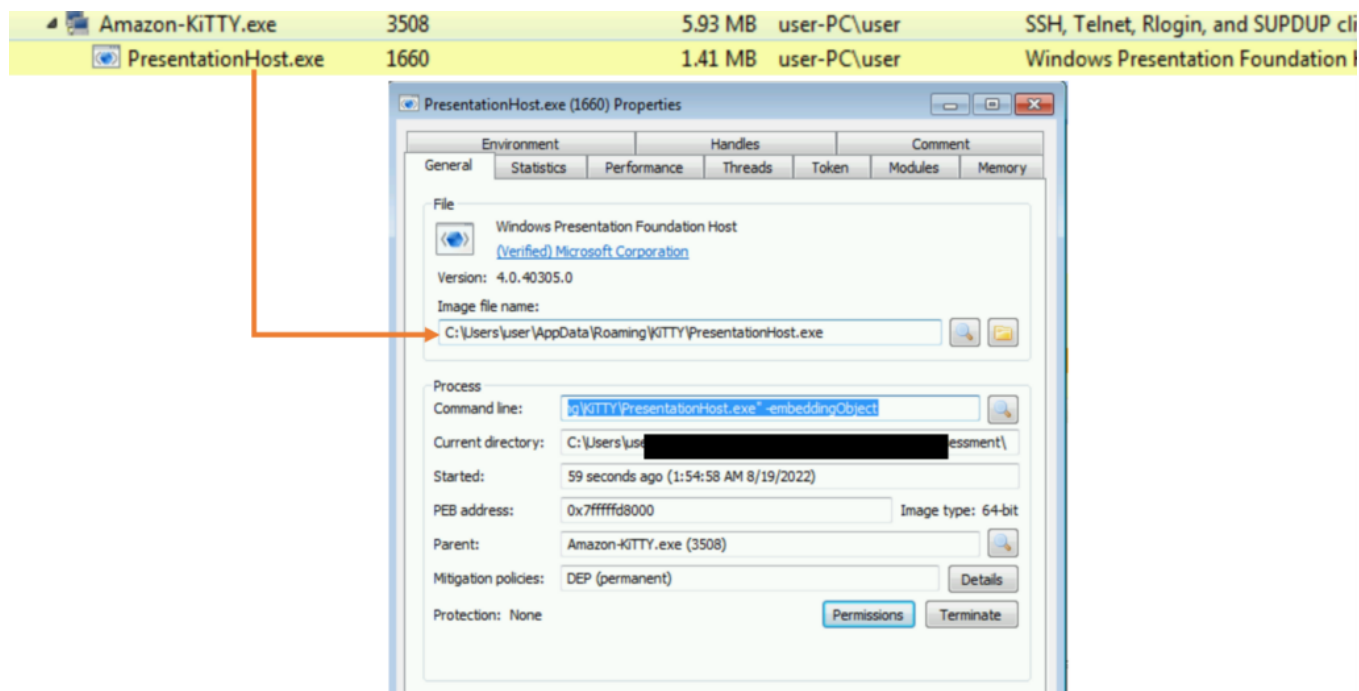 Amazon-KiTTY.exe 3508 5.93 MB user-PC\user SSH, Telnet, Rlogin, and SUPDUP cli
PresentationHost.exe 1660 1.41 MB user-PC\user Windows Presentation Foundation
PresentationHost.exe (1660) Properties
Environment Handles Comment
General Statistics Performance Threads Token Modules Memory
File
Windows Presentation Foundation Host
(Verified) Microsoft Corporation
Version: 4.0.40305.0
Image file name:
C:\Users\user\AppData\Roaming\KiTTY\PresentationHost.exe
Process
Command line: ng\KiTTY\PresentationHost.exe" -embeddingObject
Current directory: C:\Users\use essment\
Started: 59 seconds ago (1:54:58 AM 8/19/2022)
PEB address: 0x7fffffd8000 Image type: 64-bit
Parent: Amazon-KiTTY.exe (3508)
Mitigation policies: DEP (permanent) Details
Protection: None Permissions Terminate